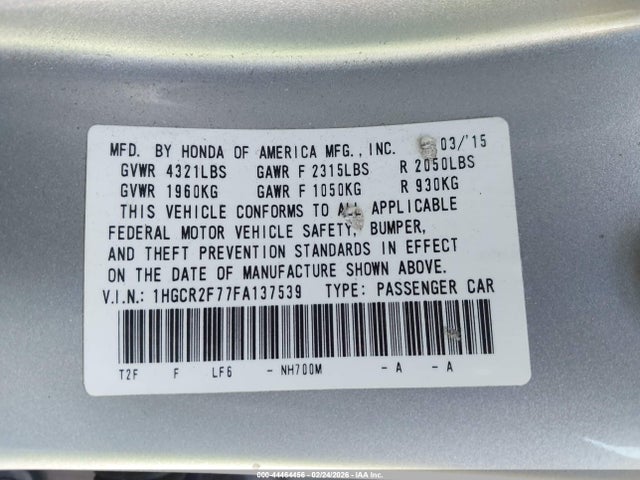 MFD. BY HONDA OF AMERICA MFG., INC. 03/'15
GVWR 4321LBS GAWR F 2315LBS R 2050LBS
GVWR 1960KG GAWR F 1050KG R 930KG
THIS VEHICLE CONFORMS TO ALL APPLICABLE
FEDERAL MOTOR VEHICLE SAFETY, BUMPER,
AND THEFT PREVENTION STANDARDS IN EFFECT
ON THE DATE OF MANUFACTURE SHOWN ABOVE.
V.I.N.: 1HGCR2F77FA137539 TYPE: PASSENGER CAR
T2F F LF6 - NH700M - A - A
000-44464456 - 02/24/2026 - IAA Inc.